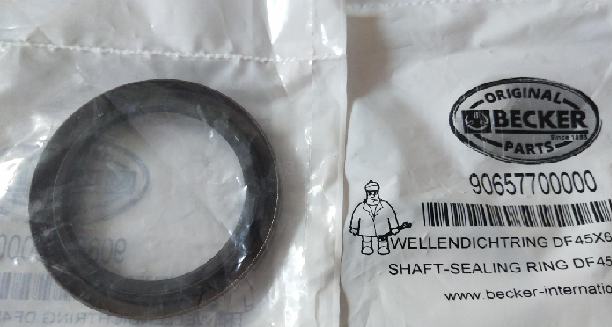 ORIGINAL
BECKER
Since 1885
PARTS
90657700000
WELLENDICHTRING DF45X6
SHAFT-SEALING RING DF45
www.becker-internatio